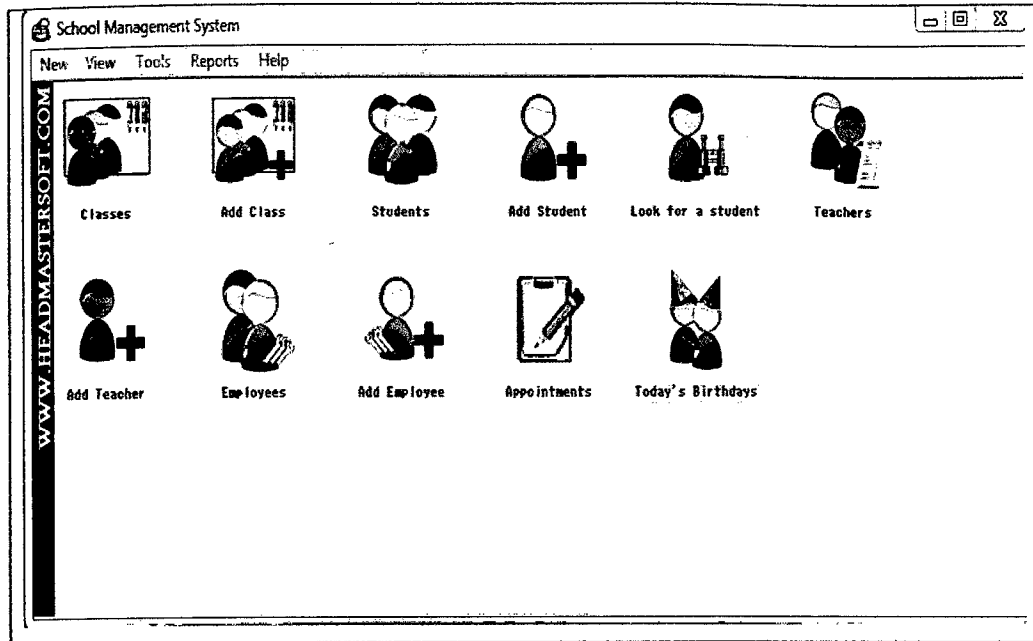 School Management System
New View Tools Reports Help
WWW.HEADMASTERSOFT.COM
Classes Add Class Students Add Student Look for a student Teachers
Add Teacher Employees Add Employee Appointments Today's Birthdays